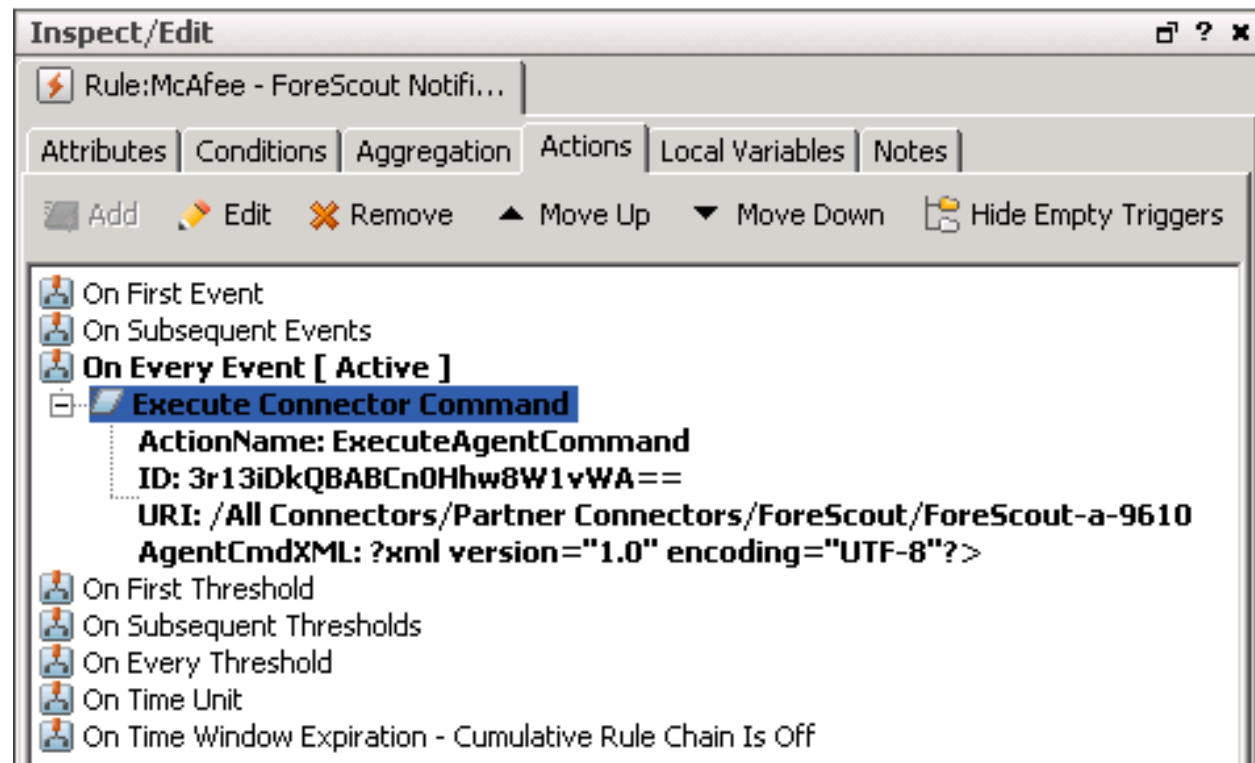 Inspect/Edit
Rule:McAfee - ForeScout Notifi...
Attributes Conditions Aggregation Actions Local Variables Notes
Add Edit Remove Move Up Move Down Hide Empty Triggers
On First Event
On Subsequent Events
On Every Event [ Active ]
Execute Connector Command
ActionName: ExecuteAgentCommand
ID: 3r13iDkQBABCn0Hhw8W1vWA==
URI: /All Connectors/Partner Connectors/ForeScout/ForeScout-a-9610
AgentCmdXML: ?xml version="1.0" encoding="UTF-8"?>
On First Threshold
On Subsequent Thresholds
On Every Threshold
On Time Unit
On Time Window Expiration - Cumulative Rule Chain Is Off